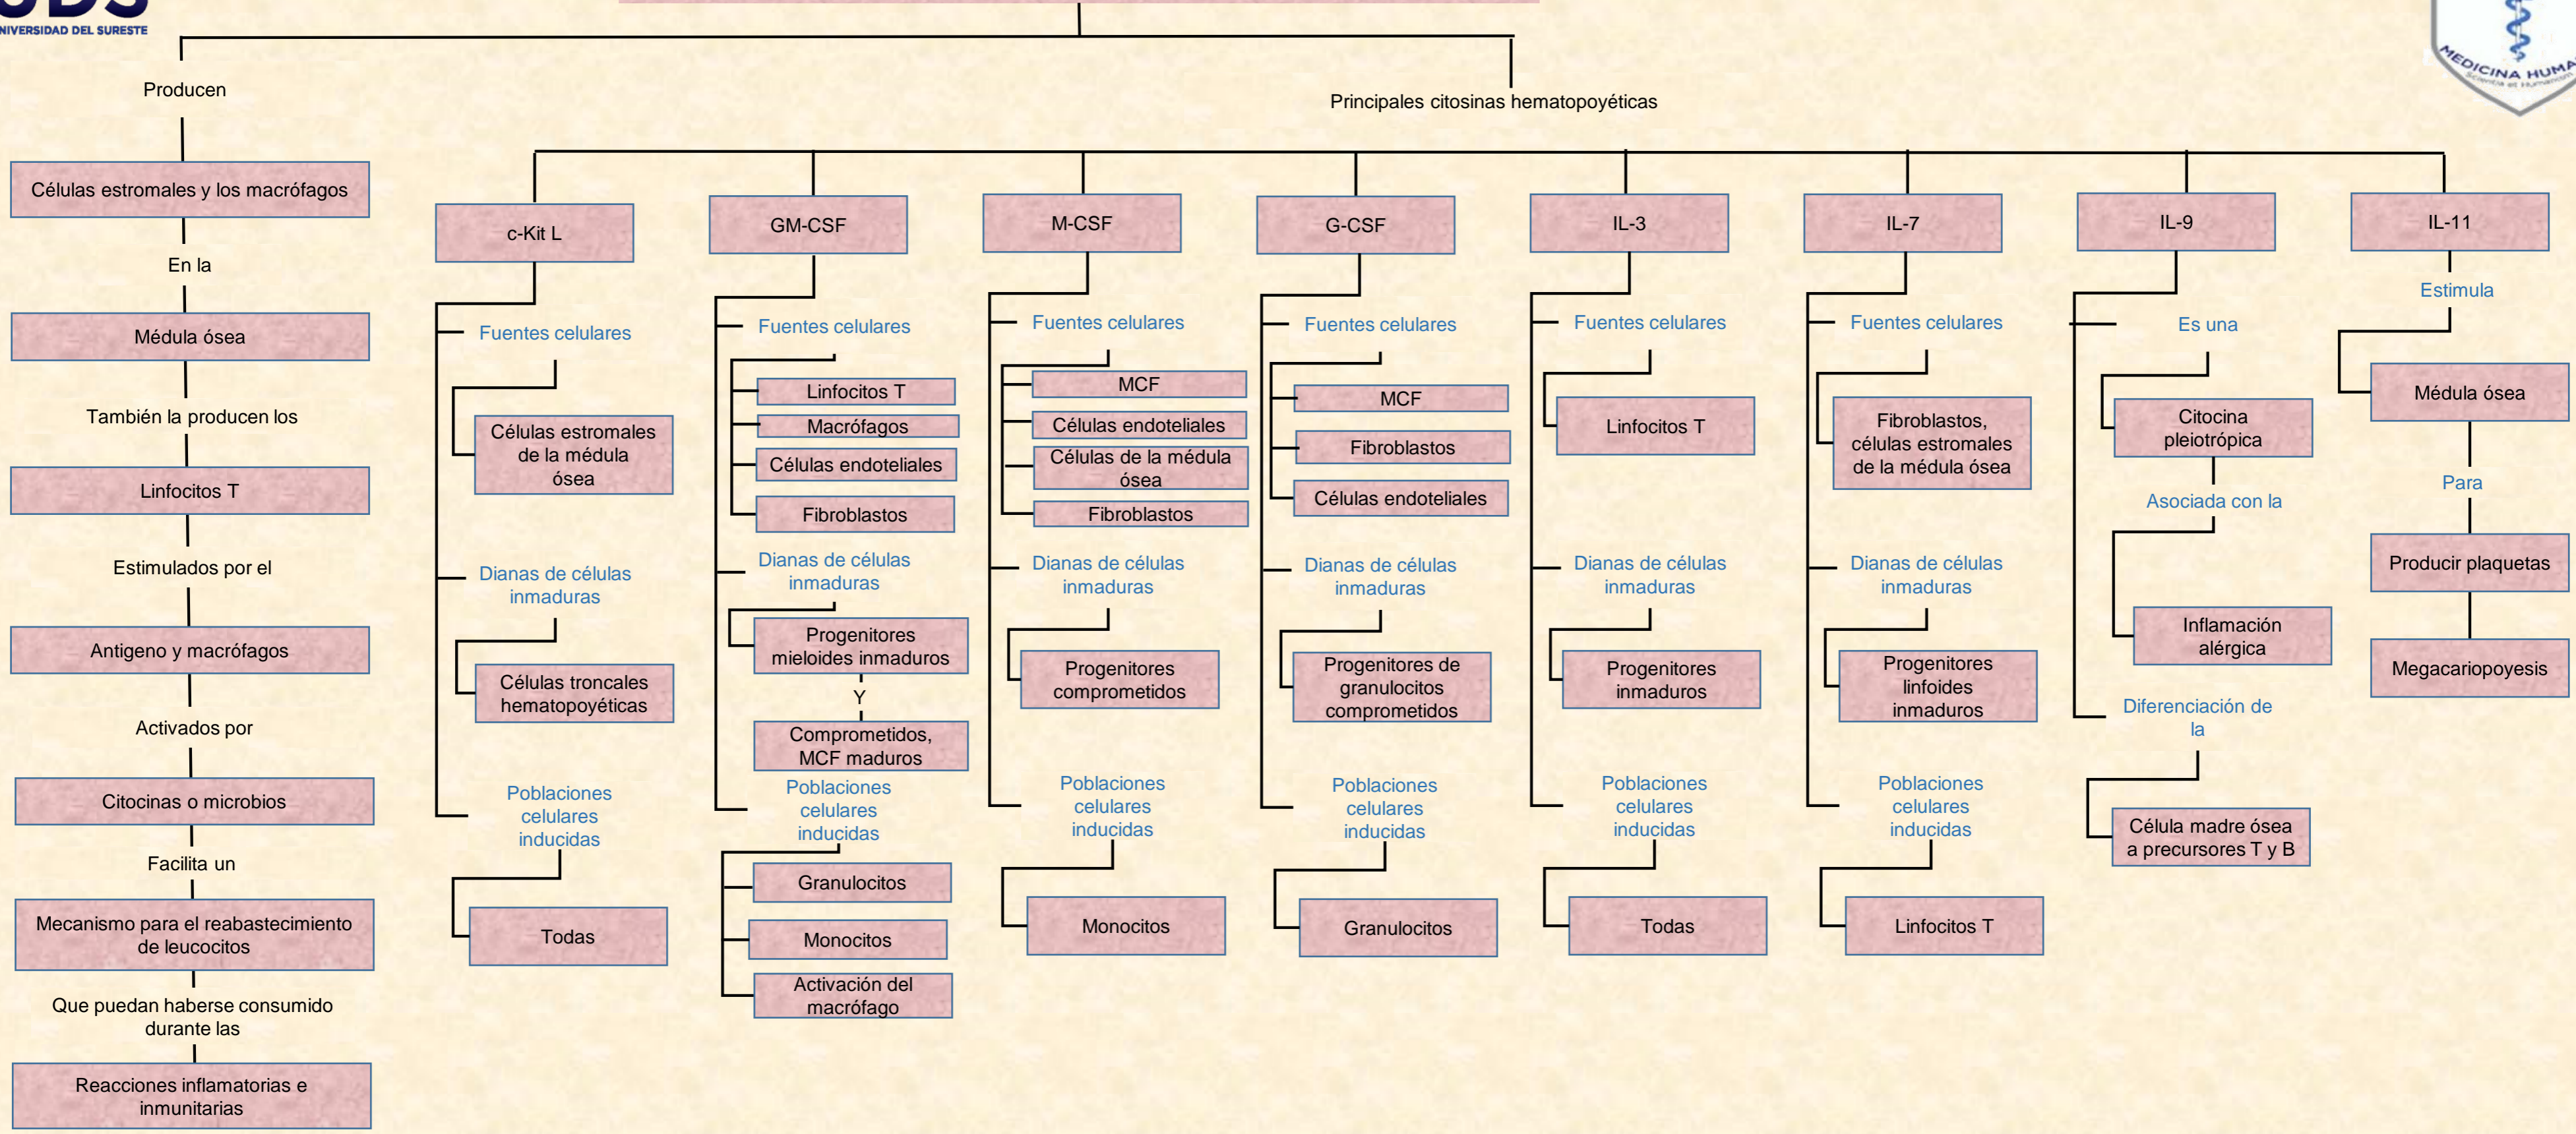 UDS
UNIVERSIDAD DEL SURESTE
MEDICINA HUMA
Producen
Células estromales y los macrófagos
En la
Médula ósea
También la producen los
Linfocitos T
Estimulados por el
Antigeno y macrófagos
Activados por
Citocinas o microbios
Facilita un
Mecanismo para el reabastecimiento
de leucocitos
Que puedan haberse consumido
durante las
Reacciones inflamatorias e
inmunitarias
Principales citosinas hematopoyéticas
c-Kit L
Fuentes celulares
Células estromales
de la médula
ósea
Dianas de células
inmaduras
Células troncales
hematopoyéticas
Poblaciones
celulares
inducidas
Todas
GM-CSF
Fuentes celulares
Linfocitos T
Macrófagos
Células endoteliales
Fibroblastos
Dianas de células
inmaduras
Progenitores
mieloides inmaduros
Y
Comprometidos,
MCF maduros
Poblaciones
celulares
inducidas
Granulocitos
Monocitos
Activación del
macrófago
M-CSF
Fuentes celulares
MCF
Células endoteliales
Células de la médula
ósea
Fibroblastos
Dianas de células
inmaduras
Progenitores
comprometidos
Poblaciones
celulares
inducidas
Monocitos
G-CSF
Fuentes celulares
MCF
Fibroblastos
Células endoteliales
Dianas de células
inmaduras
Progenitores de
granulocitos
comprometidos
Poblaciones
celulares
inducidas
Granulocitos
IL-3
Fuentes celulares
Linfocitos T
Dianas de células
inmaduras
Progenitores
inmaduros
Poblaciones
celulares
inducidas
Todas
IL-7
Fuentes celulares
Fibroblastos,
células estromales
de la médula ósea
Dianas de células
inmaduras
Progenitores
linfoides
inmaduros
Poblaciones
celulares
inducidas
Linfocitos T
IL-9
Es una
Citocina
pleiotrópica
Asociada con la
Inflamación
alérgica
Diferenciación de
la
Célula madre ósea
a precursores T y B
IL-11
Estimula
Médula ósea
Para
Producir plaquetas
Megacariopoyesis